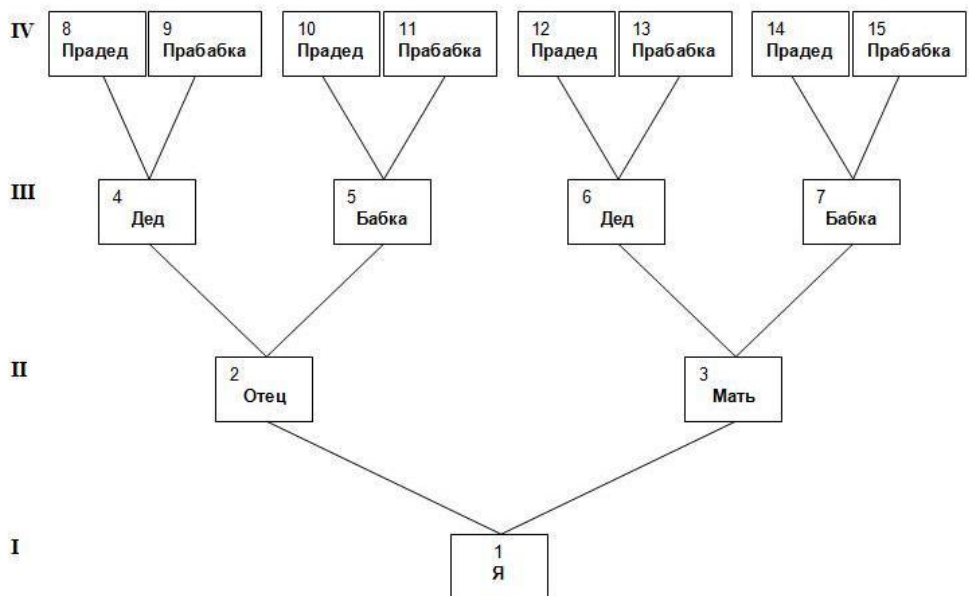 IV
8
Прадед
9
Прабабка
10
Прадед
11
Прабабка
12
Прадед
13
Прабабка
14
Прадед
15
Прабабка
III
4
Дед
5
Бабка
6
Дед
7
Бабка
II
2
Отец
3
Мать
I
1
Я